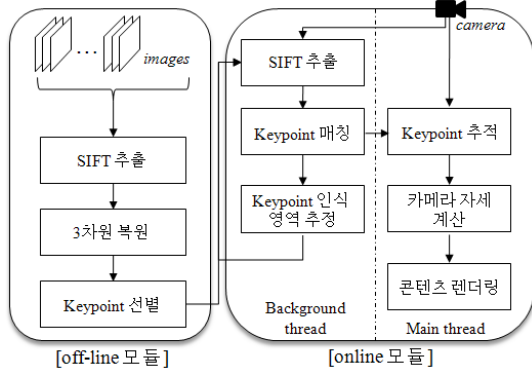 ...
images
SIFT 추출
3차원 복원
Keypoint 선별
[off-line 모듈]
camera
SIFT 추출
Keypoint 매칭
Keypoint 인식
영역 추정
Background
thread
Keypoint 추적
카메라 자세
계산
콘텐츠 렌더링
Main thread
[online 모듈]